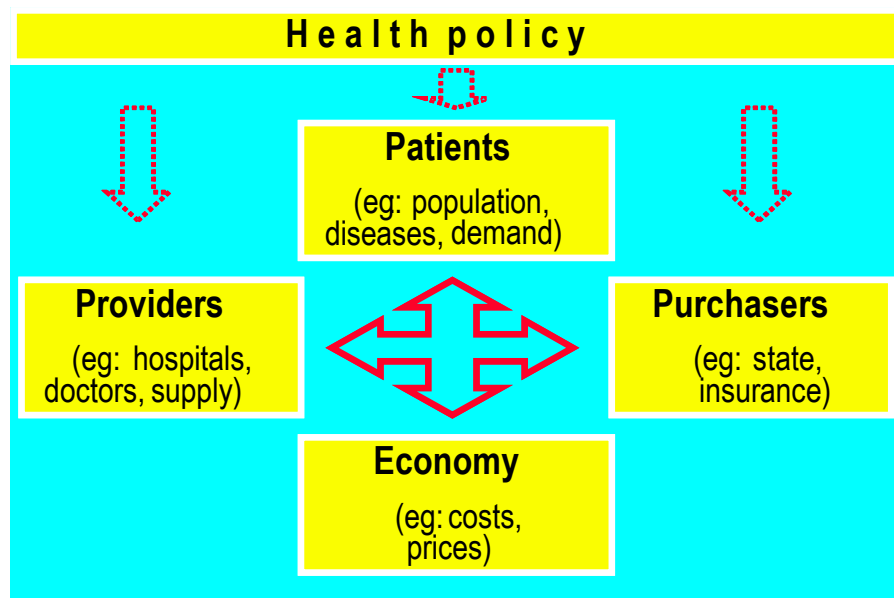 Health policy
Patients
(eg: population,
diseases, demand)
Providers
(eg: hospitals,
doctors, supply)
Purchasers
(eg: state,
insurance)
Economy
(eg: costs,
prices)